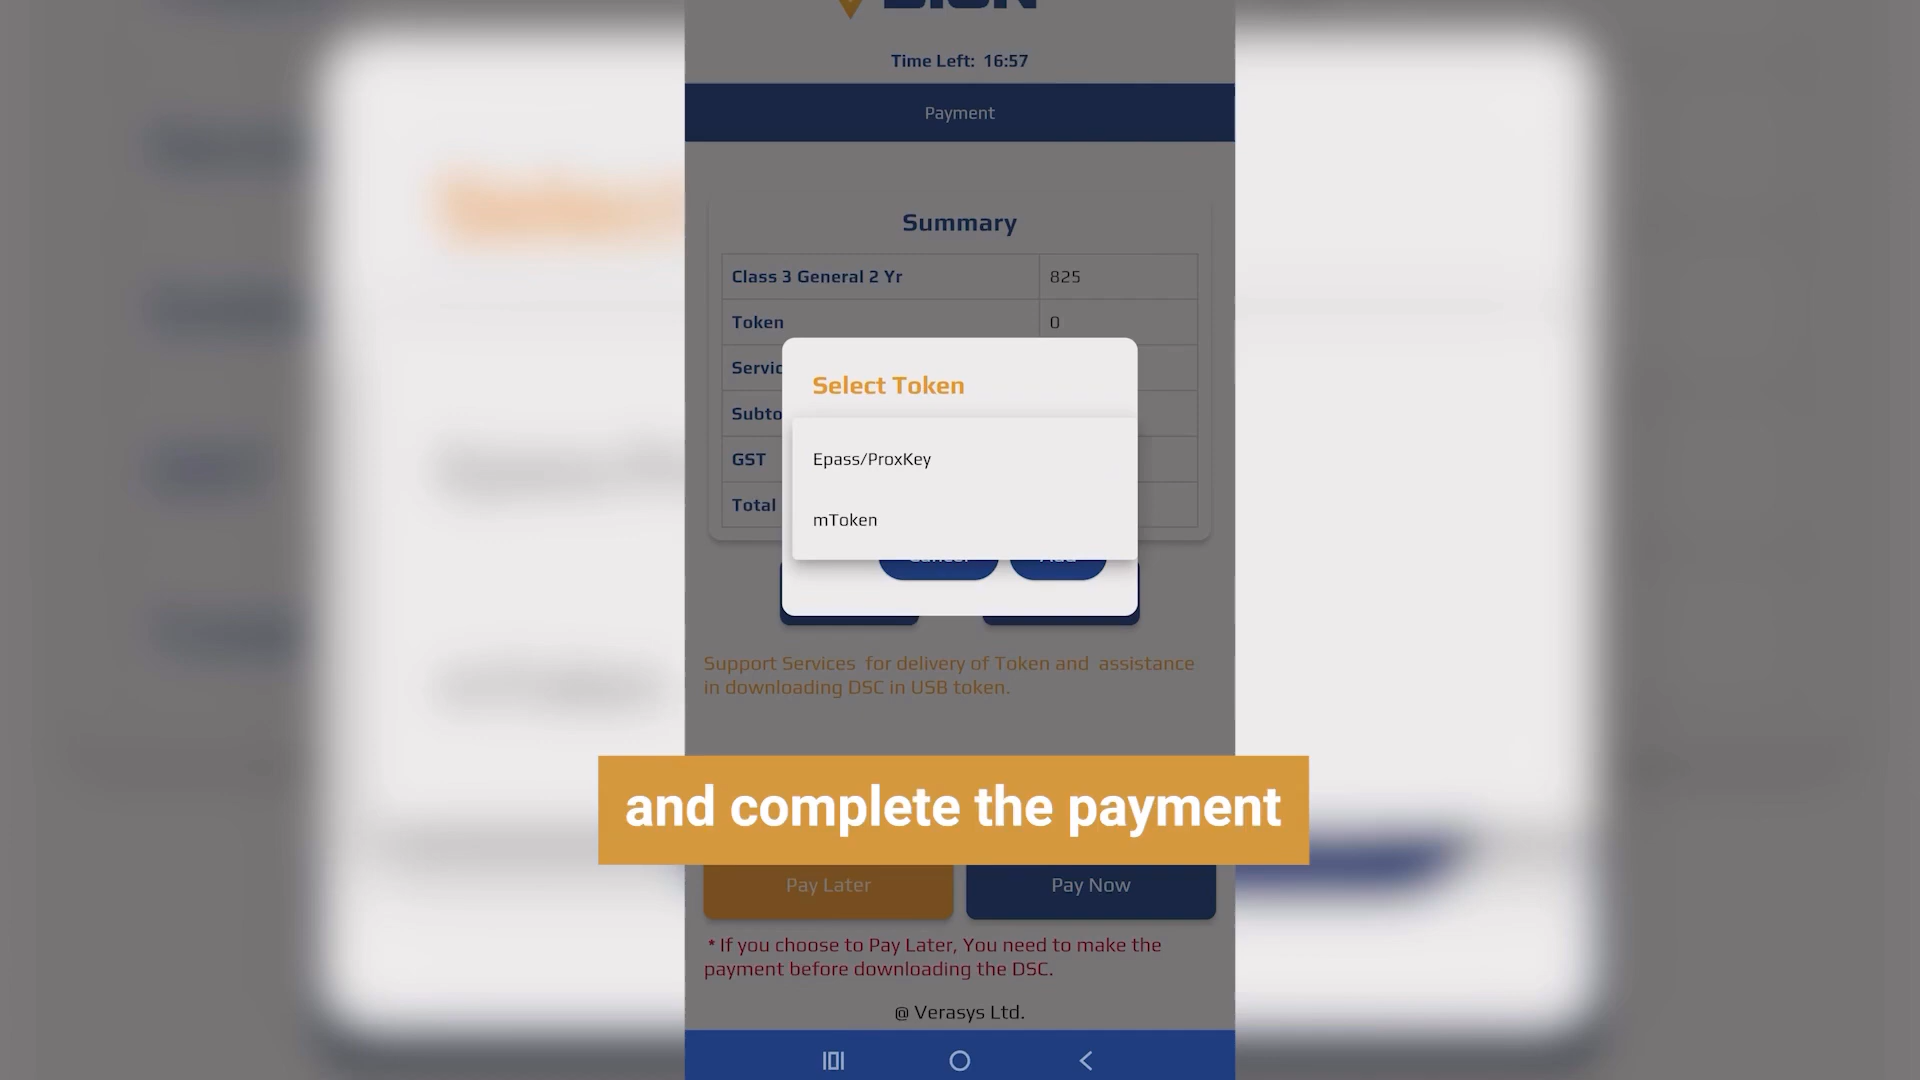 Time Left: 16:57
Payment
Summary
Class 3 General 2 Yr 825
Token 0
Select Token
Epass/ProxKey
mToken
GST
Total
Support Services for delivery of Token and assistance
in downloading DSC in USB token.
and complete the payment
Pay Later Pay Now
* If you choose to Pay Later, You need to make the
payment before downloading the DSC.
@ Verasys Ltd.